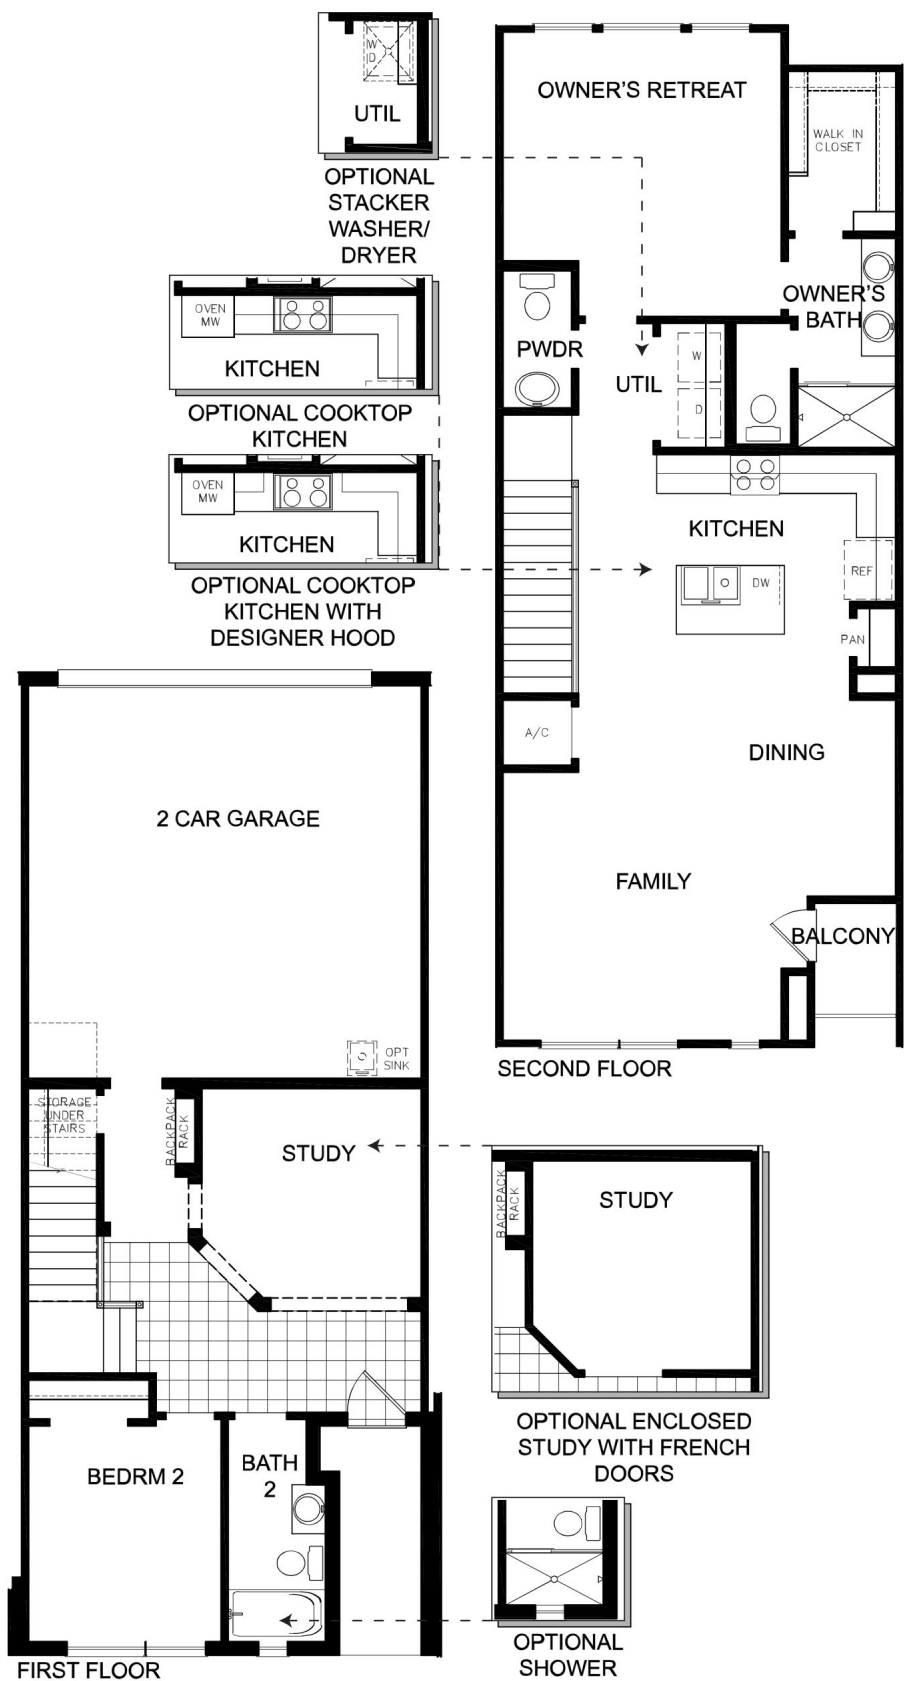 W
D
UTIL
OPTIONAL
STACKER
WASHER/
DRYER
OVEN
MW
KITCHEN
OPTIONAL COOKTOP
KITCHEN
OVEN
MW
KITCHEN
OPTIONAL COOKTOP
KITCHEN WITH
DESIGNER HOOD
OWNER'S RETREAT
WALK IN
CLOSET
OWNER'S
BATH
PWDR
UTIL
W
D
KITCHEN
REF
DW
PAN
A/C
DINING
FAMILY
BALCONY
SECOND FLOOR
2 CAR GARAGE
OPT
SINK
STORAGE
UNDER
STAIRS
BACKPACK
RACK
STUDY
BACKPACK
RACK
STUDY
OPTIONAL ENCLOSED
STUDY WITH FRENCH
DOORS
BEDRM 2
BATH
2
OPTIONAL
SHOWER
FIRST FLOOR